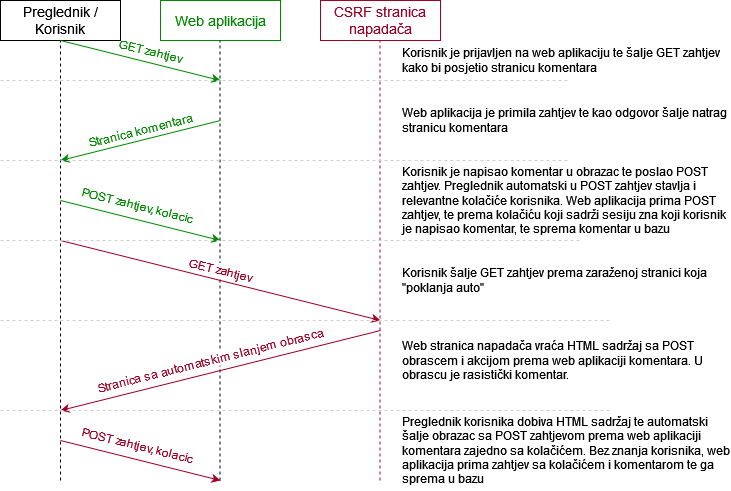 Preglednik /
Korisnik
Web aplikacija
CSRF stranica
napadača
GET zahtjev
Korisnik je prijavljen na web aplikaciju te šalje GET zahtjev
kako bi posjetio stranicu komentara
Stranica komentara
Web aplikacija je primila zahtjev te kao odgovor šalje natrag
stranicu komentara
POST zahtjev, kolacic
Korisnik je napisao komentar u obrazac te poslao POST
zahtjev. Preglednik automatski u POST zahtjev stavlja i
relevantne kolačiće korisnika. Web aplikacija prima POST
zahtjev, te prema kolačiću koji sadrži sesiju zna koji korisnik
je napisao komentar, te sprema komentar u bazu
GET zahtjev
Korisnik šalje GET zahtjev prema zaraženoj stranici koja
"poklanja auto"
Stranica sa automatskim slanjem obrasca
Web stranica napadača vraća HTML sadržaj sa POST
obrascem i akcijom prema web aplikaciji komentara. U
obrascu je rasistički komentar.
POST zahtjev, kolacic
Preglednik korisnika dobiva HTML sadržaj te automatski
šalje obrazac sa POST zahtjevom prema web aplikaciji
komentara zajedno sa kolačićem. Bez znanja korisnika, web
aplikacija prima zahtjev sa kolačićem i komentarom te ga
sprema u bazu